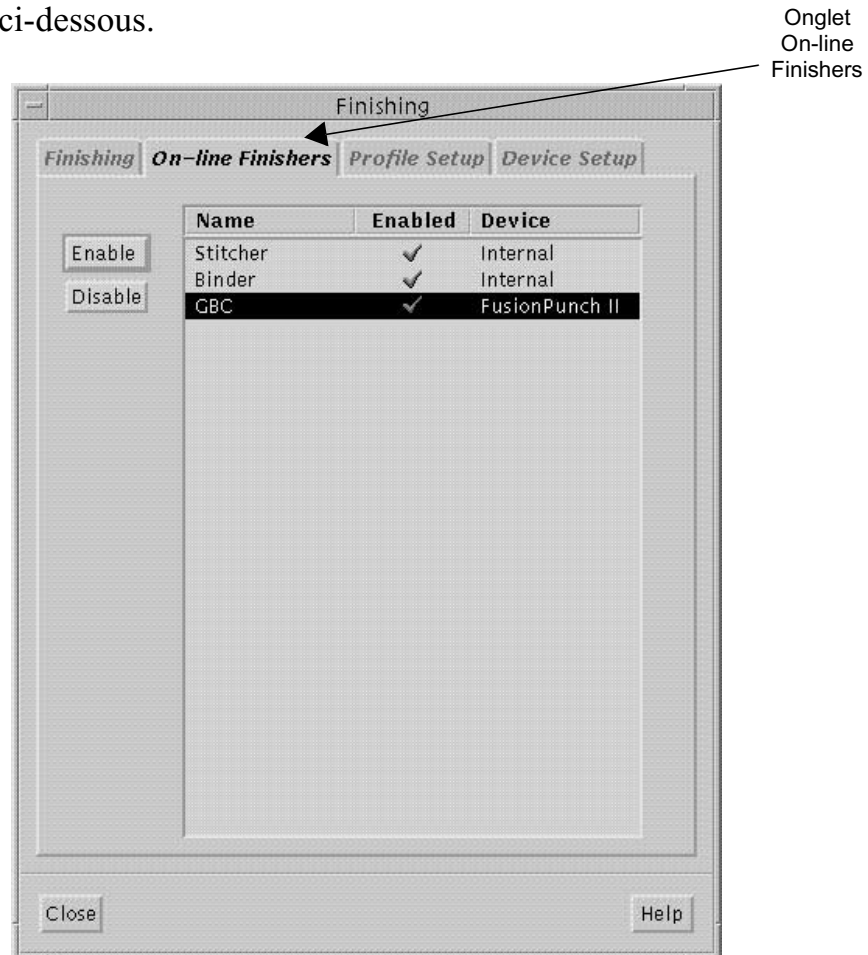 ci-dessous.
Onglet
On-line
Finishers
Finishing
Finishing On-line Finishers Profile Setup Device Setup
Name Enabled Device
Enable
Stitcher ✓ Internal
Binder ✓ Internal
Disable
GBC ✓ FusionPunch II
Close Help